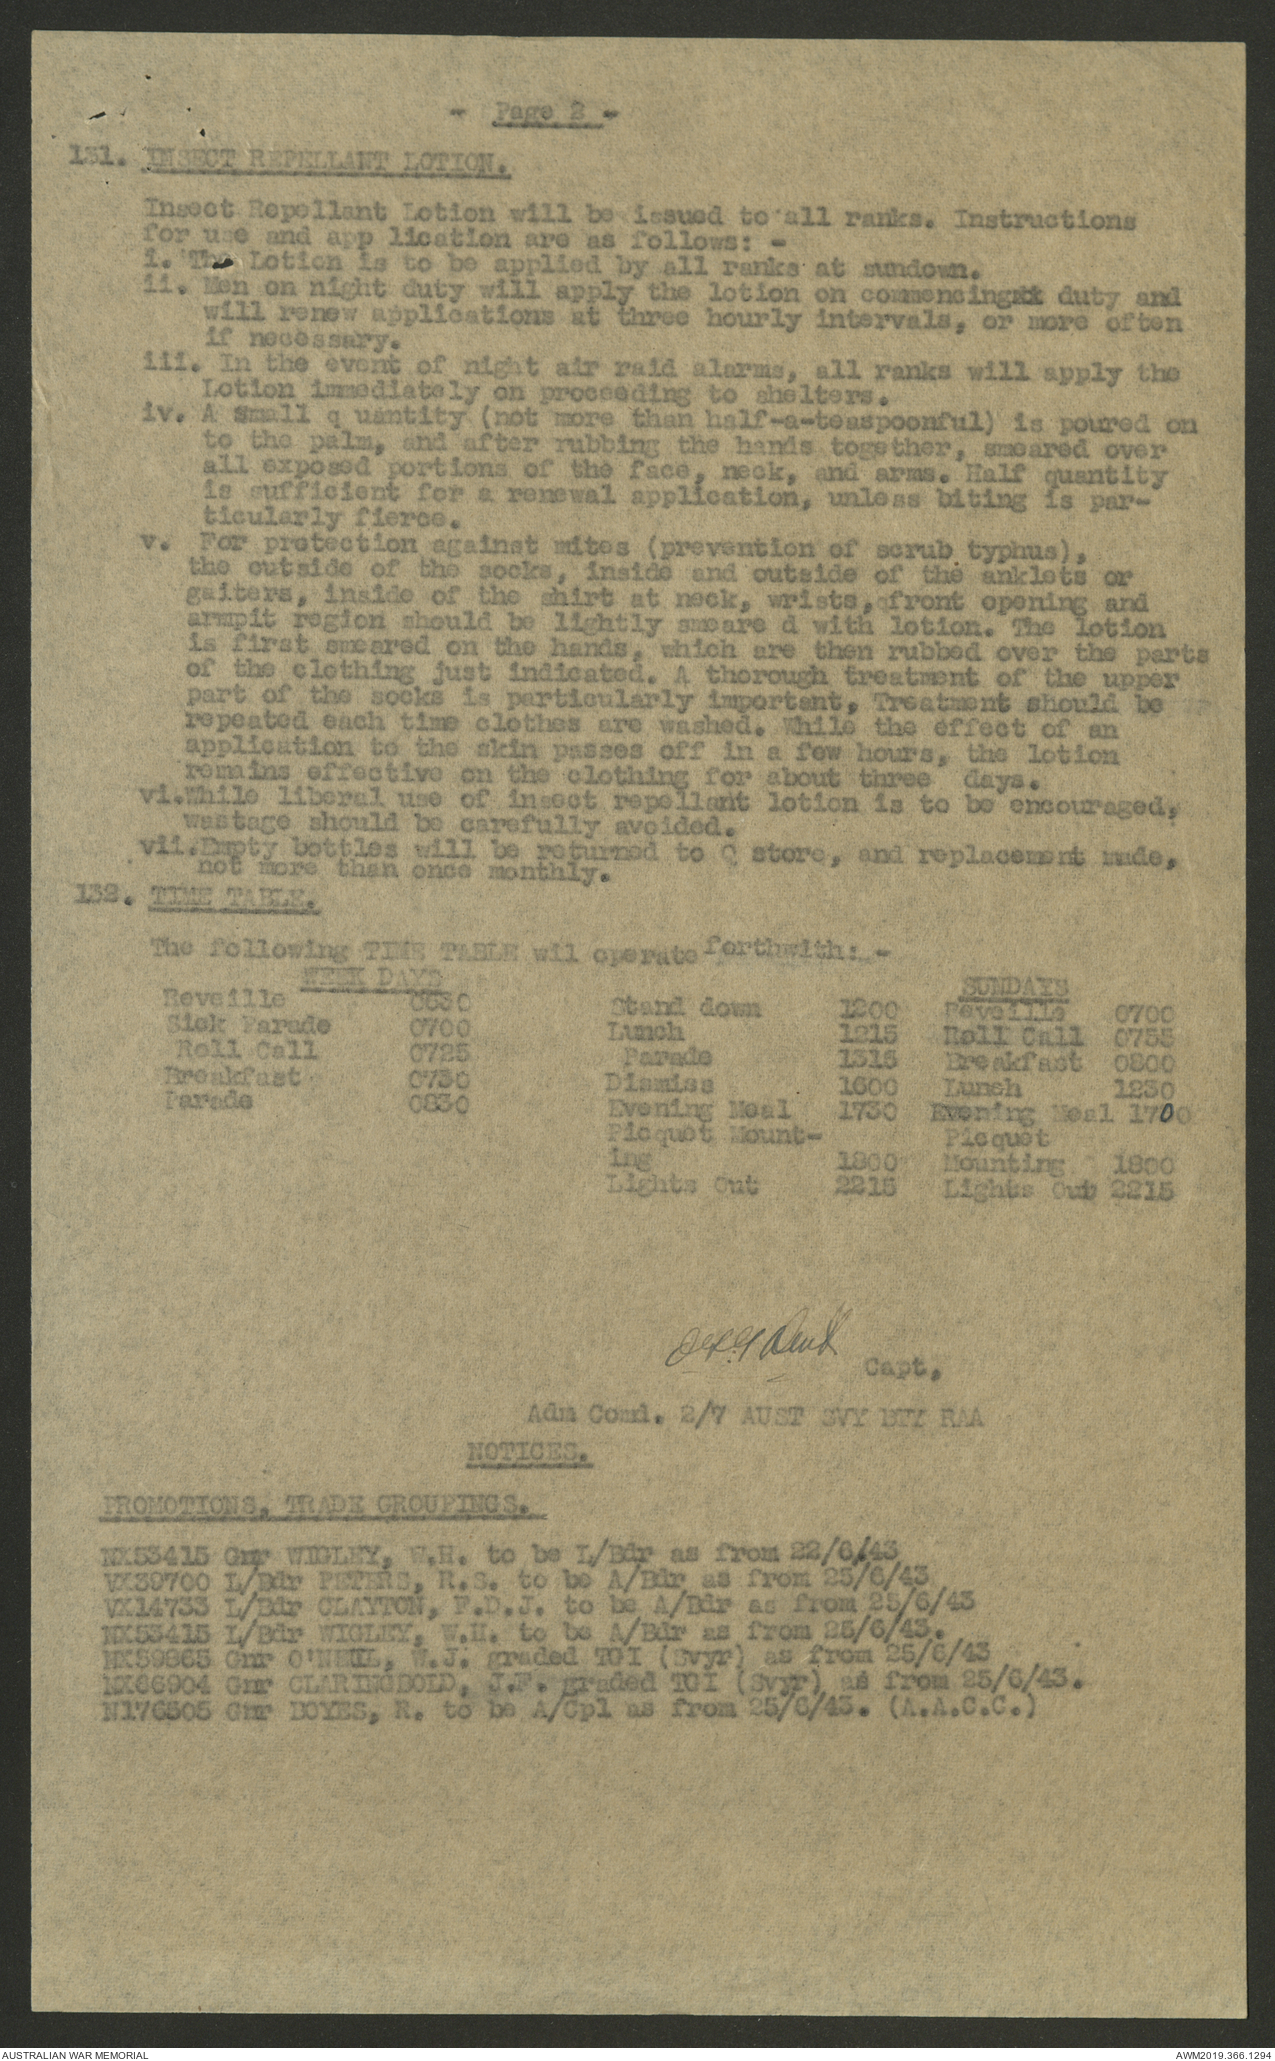 - Page 2 -
131. INSECT REPELLANT LOTION.
Insect Repellant Lotion will be issued to all ranks. Instructions
for use and app lication are as follows: -
i. The Lotion is to be applied by all ranks at sundown.
ii. Men on night duty will apply the lotion on commencing duty and
will renew applications at three hourly intervals, or more often
if necessary.
iii. In the event of night air raid alarms, all ranks will apply the
Lotion immediately on proceeding to shelters.
iv. A small q uantity (not more than half-a-teaspoonful) is poured on
to the palm, and after rubbing the hands together, smeared over
all exposed portions of the face, neck, and arms. Half quantity
is sufficient for a renewal application, unless biting is par-
ticularly fierce.
v. For protection against mites (prevention of scrub typhus),
the outside of the socks, inside and outside of the anklets or
gaiters, inside of the shirt at neck, wrists, front opening and
armpit region should be lightly smeare d with lotion. The lotion
is first smeared on the hands, which are then rubbed over the parts
of the clothing just indicated. A thorough treatment of the upper
part of the socks is particularly important, Treatment should be
repeated each time clothes are washed. While the effect of an
application to the skin passes off in a few hours, the lotion
remains effective on the clothing for about three days.
vi.While liberal use of insect repellant lotion is to be encouraged,
wastage should be carefully avoided.
vii.Empty bottles will be returned to Q store, and replacement made,
not more than once monthly.
132. TIME TABLE.
The following TIME TABLE wil operate forthwith: -
WEEK DAYS SUNDAYS
Reveille 0630 Stand down 1200 Reveille 0700
Sick Parade 0700 Lunch 1215 Roll Call 0755
Roll Call 0725 Parade 1315 Breakfast 0800
Breakfast 0730 Dismiss 1600 Lunch 1230
Parade 0830 Evening Meal 1730 Evening Meal 1700
Picquet Mount- Picquet
ing 1800 Mounting 1800
Lights Out 2215 Lights Out 2215
Capt,
Adm Comd. 2/7 AUST SVY BTY RAA
NOTICES.
PROMOTIONS, TRADE GROUPINGS.
NX53415 Gnr WIGLEY, W.H. to be L/Bdr as from 22/6/43
VX39700 L/Bdr PETERS, R.S. to be A/Bdr as from 25/6/43
VX14733 L/Bdr CLAYTON, F.D.J. to be A/Bdr as from 25/6/43
NX53415 L/Bdr WIGLEY, W.H. to be A/Bdr as from 25/6/43.
NX59865 Gnr O'NEIL, W.J. graded TGI (Svyr) as from 25/6/43
NX66904 Gnr CLARINGBOLD, J.F. graded TGI (Svyr) as from 25/6/43.
N176505 Gnr DOYES, R. to be A/Cpl as from 25/6/43. (A.A.C.C.)
AUSTRALIAN WAR MEMORIAL AWM2019.366.1294